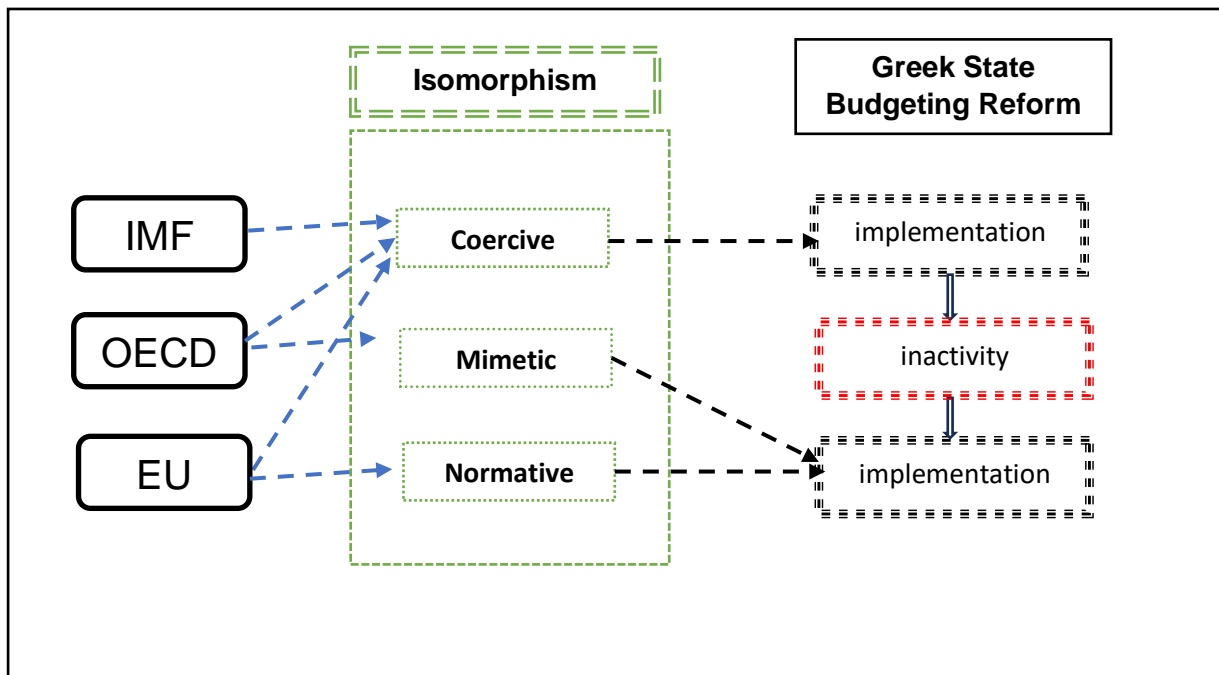 Isomorphism
Greek State
Budgeting Reform
IMF
Coercive
implementation
OECD
Mimetic
inactivity
EU
Normative
implementation